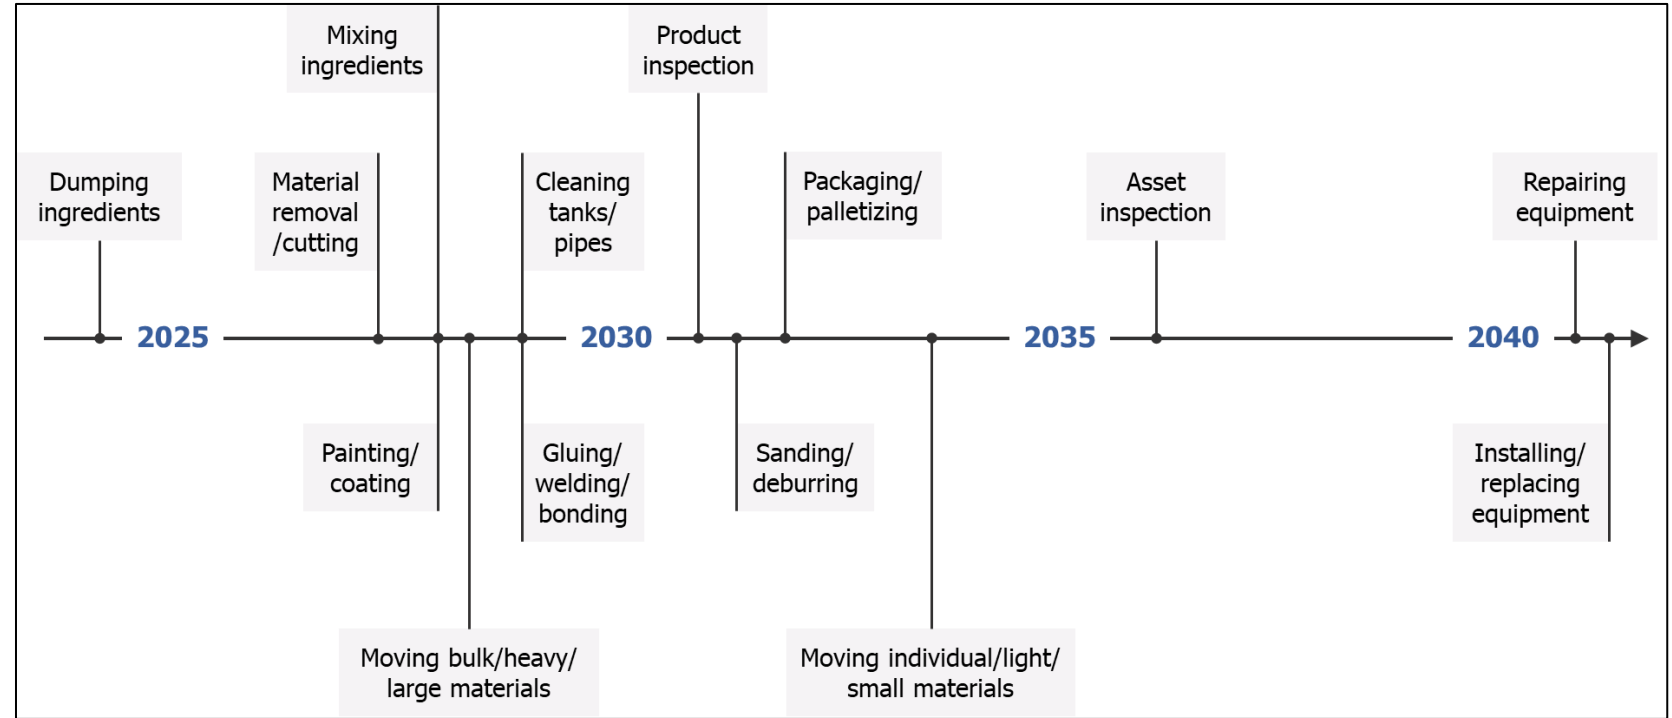 Mixing
ingredients
Product
inspection
Dumping
ingredients
Material
removal
/cutting
Cleaning
tanks/
pipes
Packaging/
palletizing
Asset
inspection
Repairing
equipment
2025
2030
2035
2040
Painting/
coating
Gluing/
welding/
bonding
Sanding/
deburring
Installing/
replacing
equipment
Moving bulk/heavy/
large materials
Moving individual/light/
small materials